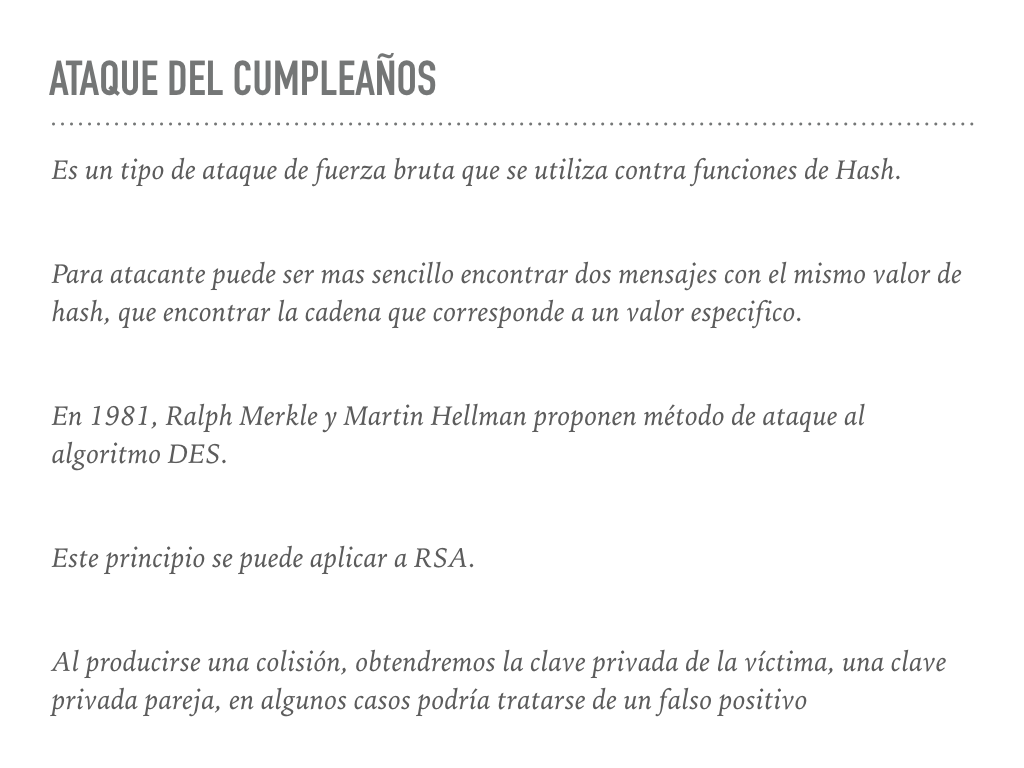 ATAQUE DEL CUMPLEAÑOS
Es un tipo de ataque de fuerza bruta que se utiliza contra funciones de Hash.
Para atacante puede ser mas sencillo encontrar dos mensajes con el mismo valor de
hash, que encontrar la cadena que corresponde a un valor especifico.
En 1981, Ralph Merkle y Martin Hellman proponen método de ataque al
algoritmo DES.
Este principio se puede aplicar a RSA.
Al producirse una colisión, obtendremos la clave privada de la víctima, una clave
privada pareja, en algunos casos podría tratarse de un falso positivo